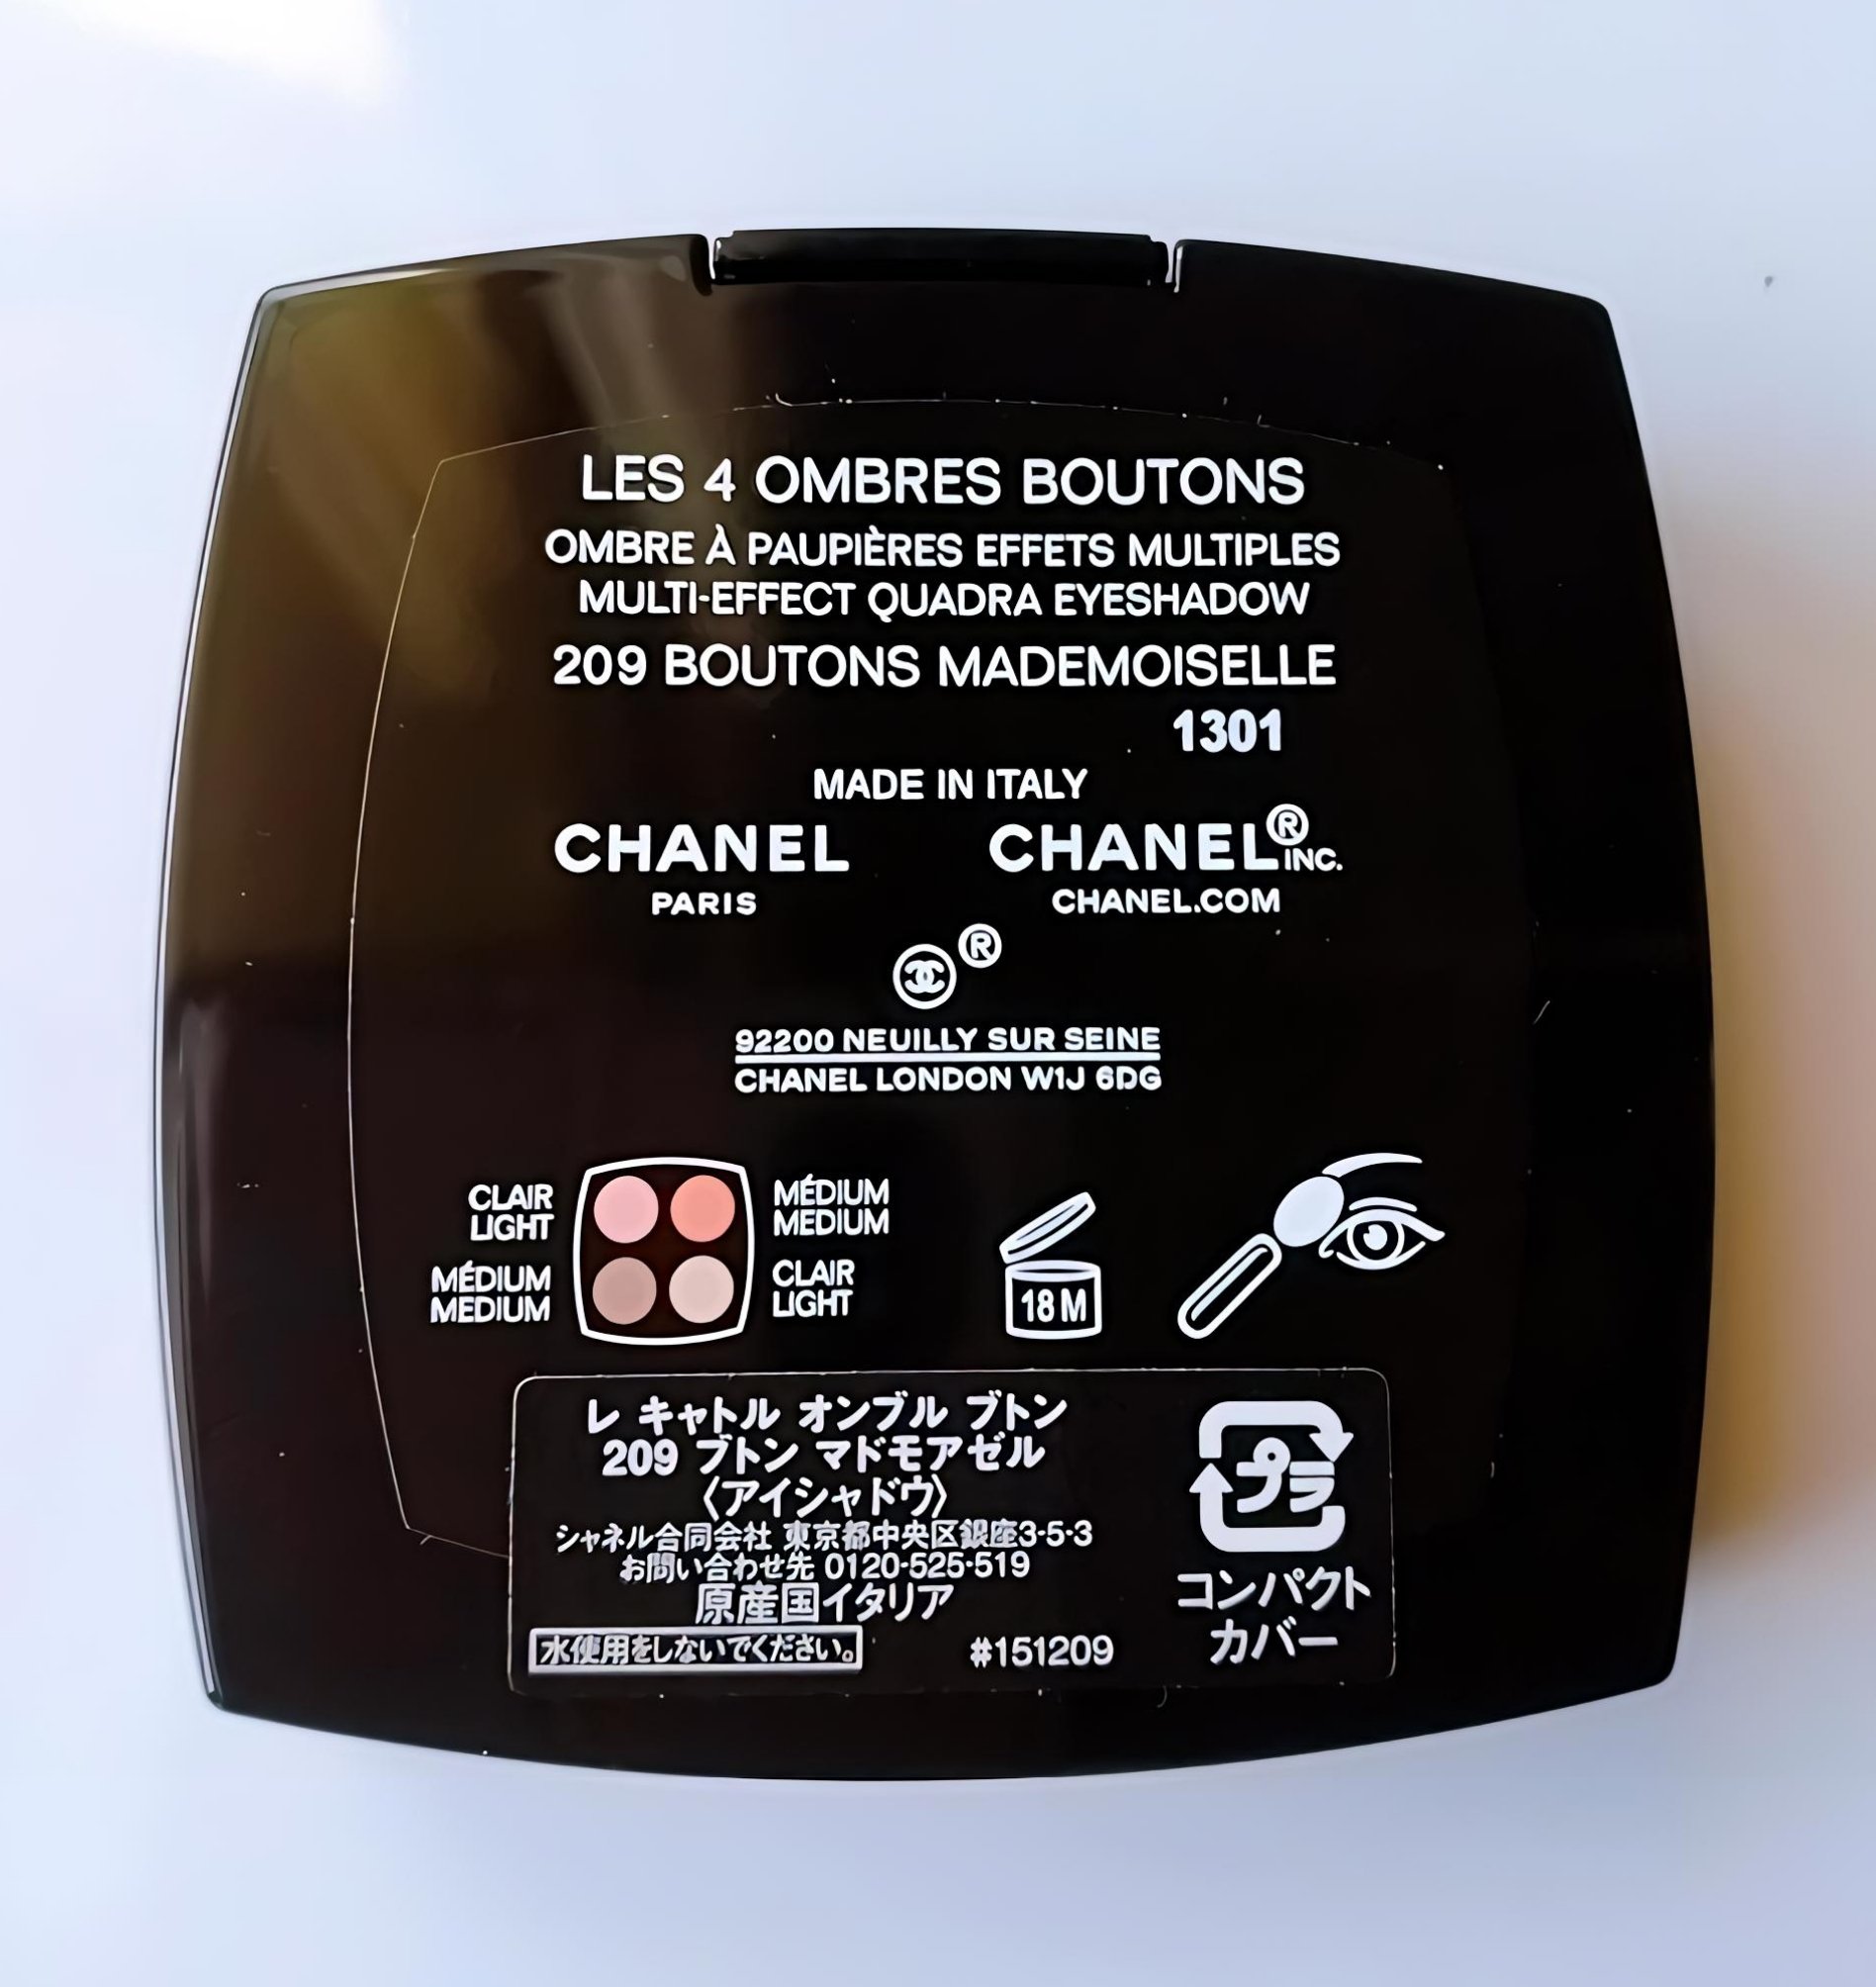 LES 4 OMBRES BOUTONS
OMBRE À PAUPIÈRES EFFETS MULTIPLES
MULTI-EFFECT QUADRA EYESHADOW
209 BOUTONS MADEMOISELLE
1301
MADE IN ITALY
CHANEL CHANEL® INC.
PARIS CHANEL.COM
®
92200 NEUILLY SUR SEINE
CHANEL LONDON W1J 6DG
CLAIR MÉDIUM
LIGHT MEDIUM
MÉDIUM CLAIR
MEDIUM LIGHT
18 M
レ キャトル オンブル ブトン
209 ブトン マドモアゼル
〈アイシャドウ〉
シャネル合同会社 東京都中央区銀座3-5-3
お問い合わせ先 0120-525-519
原産国イタリア
水使用をしないでください。 #151209
プラ
コンパクト
カバー